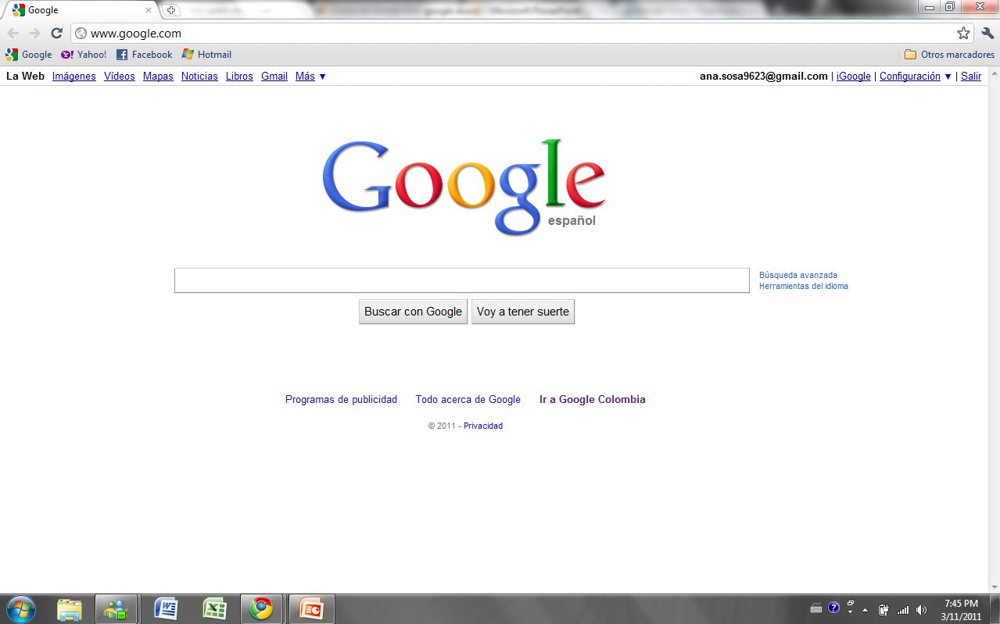 Google
www.google.com
Google Yahoo! Facebook Hotmail Otros marcadores
La Web Imágenes Vídeos Mapas Noticias Libros Gmail Más ▼ ana.sosa9623@gmail.com | iGoogle | Configuración ▼ | Salir
Google
español
Búsqueda avanzada
Herramientas del idioma
Buscar con Google Voy a tener suerte
Programas de publicidad Todo acerca de Google Ir a Google Colombia
© 2011 - Privacidad
7:45 PM
3/11/2011